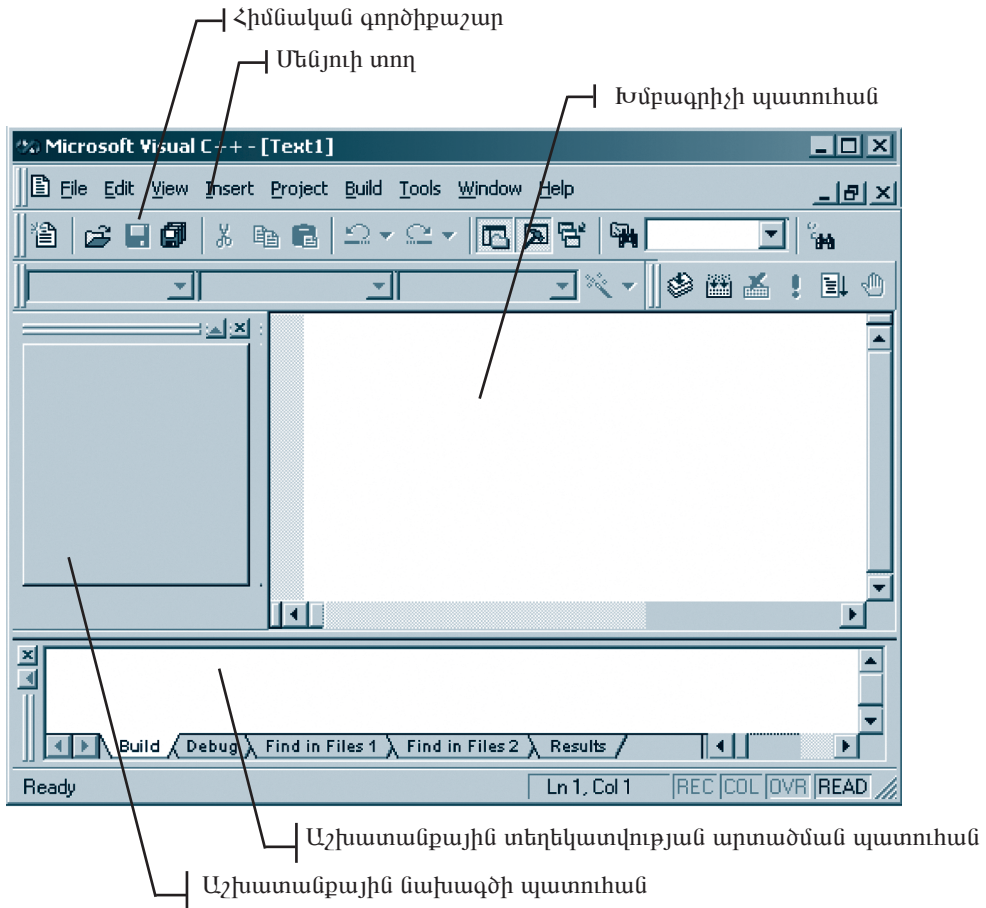 Հիմնական գործիքաշար
Մենյուի տող
Խմբագրիչի պատուհան
Microsoft Visual C++ - [Text1]
File Edit View Insert Project Build Tools Window Help
Build Debug Find in Files 1 Find in Files 2 Results
Ready Ln 1, Col 1 REC COL OVR READ
Աշխատանքային տեղեկատվության արտածման պատուհան
Աշխատանքային նախագծի պատուհան